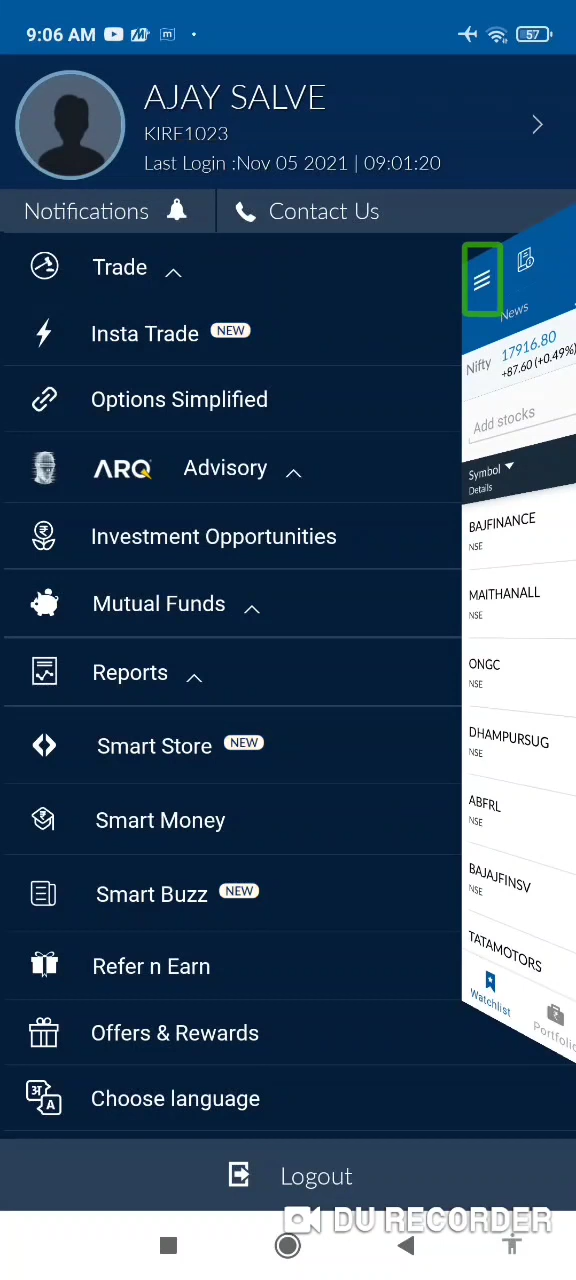 9:06 AM
57
AJAY SALVE
KIRF1023
Last Login :Nov 05 2021 | 09:01:20
Notifications
Contact Us
Trade
Insta Trade NEW
Options Simplified
ARQ Advisory
Investment Opportunities
Mutual Funds
Reports
Smart Store NEW
Smart Money
Smart Buzz NEW
Refer n Earn
Offers & Rewards
Choose language
Logout
News
Nifty 17916.80
+87.60 (+0.49%)
Add stocks
Symbol
Details
BAJFINANCE
NSE
MAITHANALL
NSE
ONGC
NSE
DHAMPURSUG
NSE
ABFRL
NSE
BAJAJFINSV
NSE
TATAMOTORS
Watchlist
Portfolio
DU RECORDER